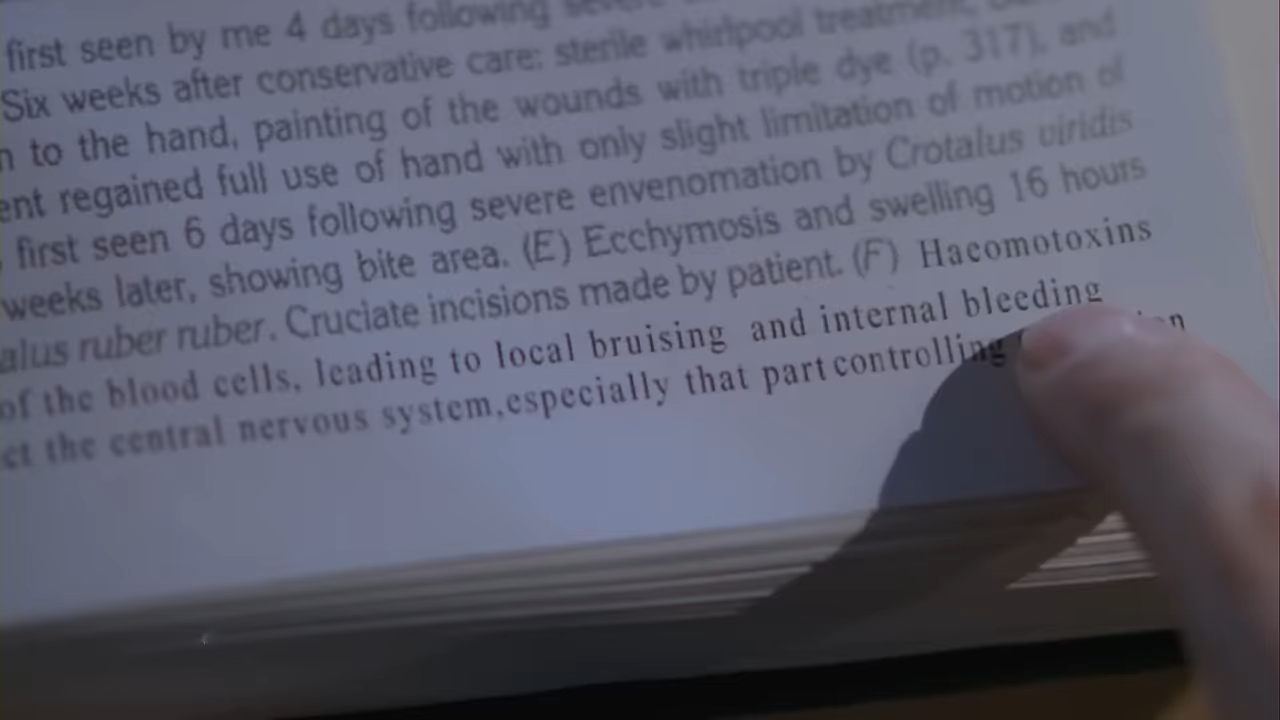 first seen by me 4 days following
Six weeks after conservative care: sterile whirlpool treatment,
to the hand, painting of the wounds with triple dye (p. 317), and
ent regained full use of hand with only slight limitation of motion of
first seen 6 days following severe envenomation by Crotalus viridis
weeks later, showing bite area. (E) Ecchymosis and swelling 16 hours
alus ruber ruber. Cruciate incisions made by patient. (F) Haeomotoxins
of the blood cells, leading to local bruising and internal bleeding
ct the central nervous system,especially that part controlling